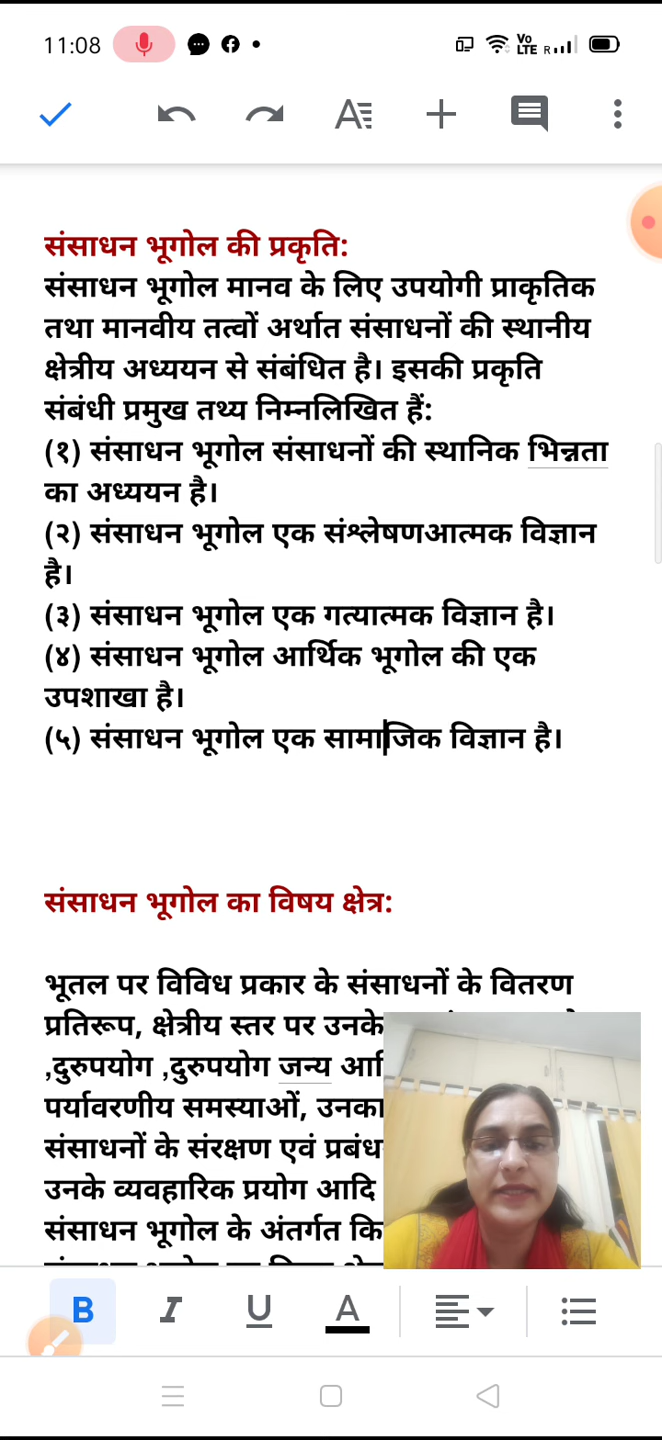 11:08
Vo
LTE R
संसाधन भूगोल की प्रकृति:
संसाधन भूगोल मानव के लिए उपयोगी प्राकृतिक
तथा मानवीय तत्वों अर्थात संसाधनों की स्थानीय
क्षेत्रीय अध्ययन से संबंधित है। इसकी प्रकृति
संबंधी प्रमुख तथ्य निम्नलिखित हैं:
(१) संसाधन भूगोल संसाधनों की स्थानिक भिन्नता
का अध्ययन है।
(२) संसाधन भूगोल एक संश्लेषणआत्मक विज्ञान
है।
(३) संसाधन भूगोल एक गत्यात्मक विज्ञान है।
(४) संसाधन भूगोल आर्थिक भूगोल की एक
उपशाखा है।
(५) संसाधन भूगोल एक सामाजिक विज्ञान है।
संसाधन भूगोल का विषय क्षेत्र:
भूतल पर विविध प्रकार के संसाधनों के वितरण
प्रतिरूप, क्षेत्रीय स्तर पर उनके
,दुरुपयोग ,दुरुपयोग जन्य
पर्यावरणीय समस्याओं, उनका
संसाधनों के संरक्षण एवं
उनके व्यवहारिक प्रयोग आदि
संसाधन भूगोल के अंतर्गत
B I U A